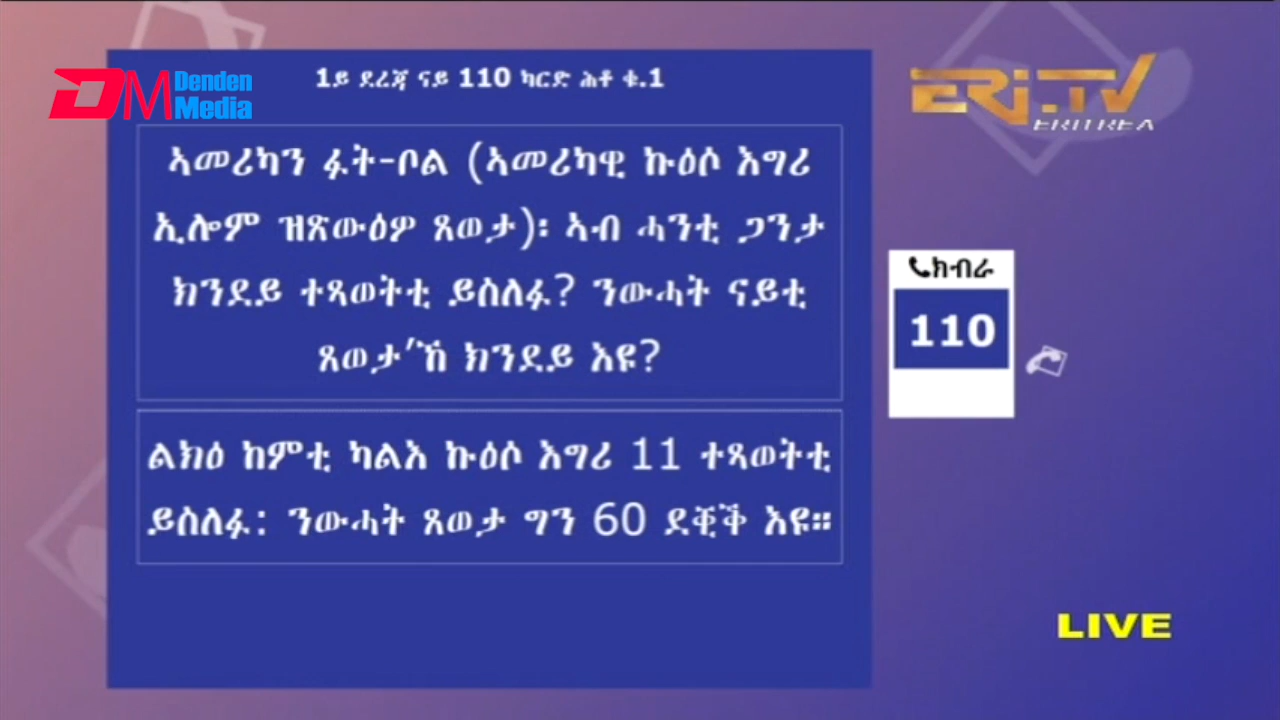 DM Denden Media
1ይ ደረጃ ናይ 110 ካርድ ሕቶ ቁ.1
ERi-TV
ERITREA
ኣመሪካን ፉት-ቦል (ኣመሪካዊ ኩዕሶ እግሪ
ኢሎም ዝጽውዕዎ ጸወታ)፡ ኣብ ሓንቲ ጋንታ
ክንደይ ተጻወትቲ ይስለፉ? ንውሓት ናይቲ
ጸወታ’ኸ ክንደይ እዩ?
ክብራ
110
ልክዕ ከምቲ ካልእ ኩዕሶ እግሪ 11 ተጻወትቲ
ይስለፉ: ንውሓት ጸወታ ግን 60 ደቒቕ እዩ።
LIVE